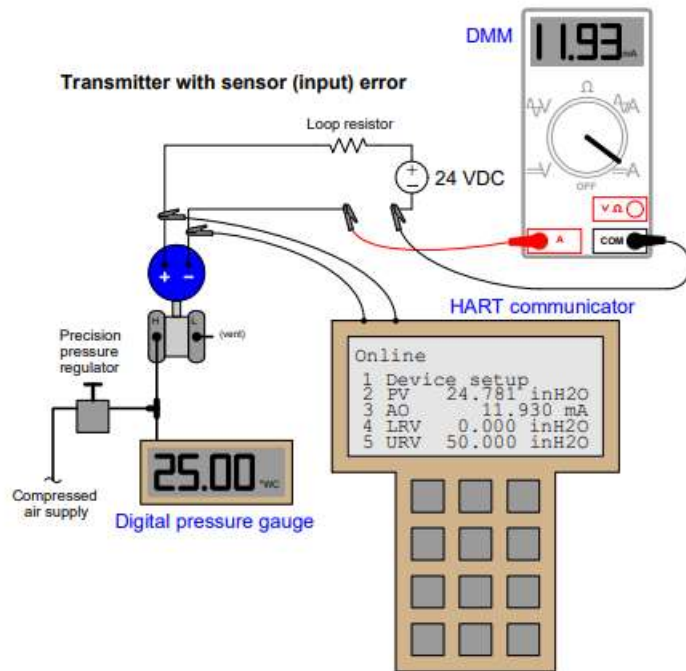 DMM
11.93 mA
Transmitter with sensor (input) error
Ω
V
A
V
A
OFF
Loop resistor
24 VDC
V Ω
A
COM
+ −
H L
(vent)
HART communicator
Precision
pressure
regulator
Online
1 Device setup
2 PV 24.781 inH2O
3 AO 11.930 mA
4 LRV 0.000 inH2O
5 URV 50.000 inH2O
25.00 "WC
Compressed
air supply
Digital pressure gauge